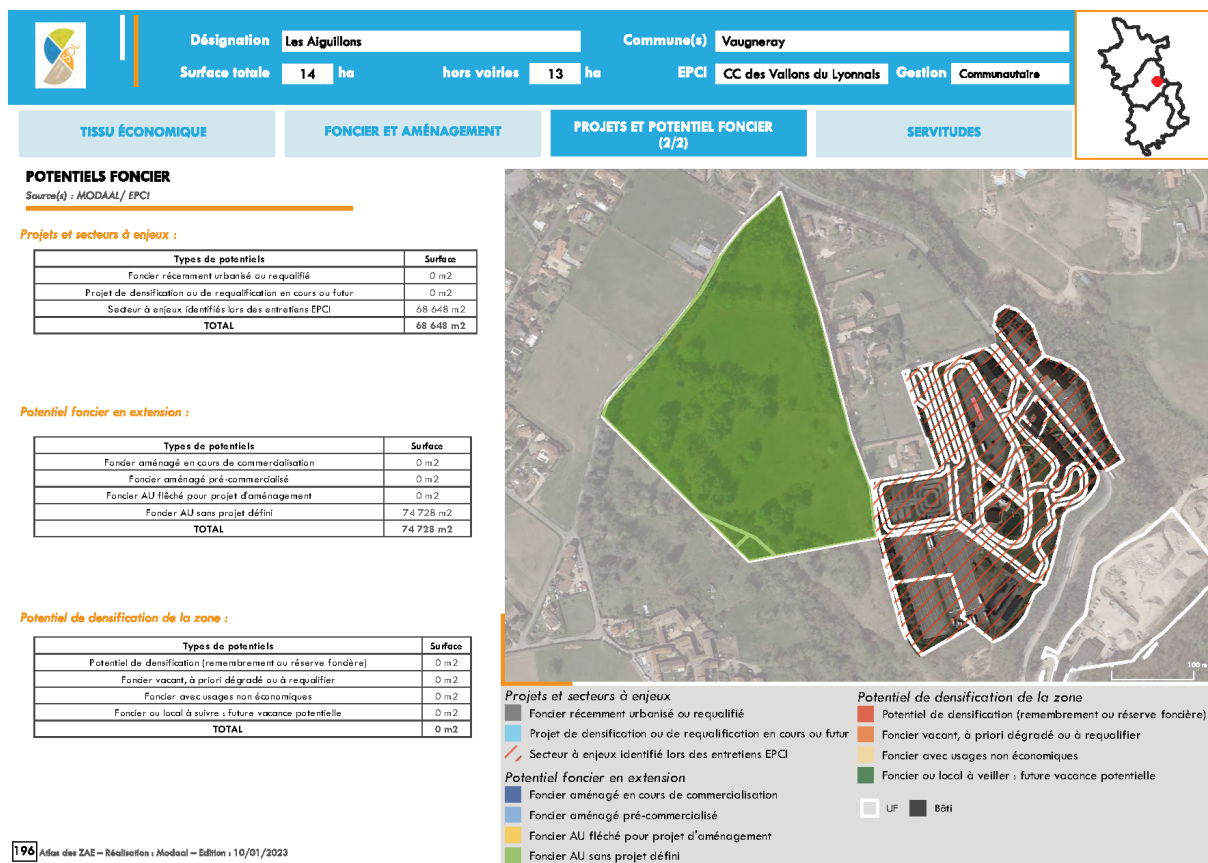 Désignation Les Aiguillons Commune(s) Vaugneray
Surface totale 14 ha hors voiries 13 ha EPCI CC des Vallons du Lyonnais Gestion Communautaire
TISSU ÉCONOMIQUE
FONCIER ET AMÉNAGEMENT
PROJETS ET POTENTIEL FONCIER
(2/2)
SERVITUDES
POTENTIELS FONCIER
Source(s) : MODAAL/ EPCI
Projets et secteurs à enjeux :
Types de potentiels Surface
Foncier récemment urbanisé ou requalifié 0 m2
Projet de densification ou de requalification en cours ou futur 0 m2
Secteur à enjeux identifiés lors des entretiens EPCI 68 648 m2
TOTAL 68 648 m2
Potentiel foncier en extension :
Types de potentiels Surface
Foncier aménagé en cours de commercialisation 0 m2
Foncier aménagé pré-commercialisé 0 m2
Foncier AU flêché pour projet d'aménagement 0 m2
Foncier AU sans projet défini 74 728 m2
TOTAL 74 728 m2
Potentiel de densification de la zone :
Types de potentiels Surface
Potentiel de densification (remembrement ou réserve foncière) 0 m2
Foncier vacant, à priori dégradé ou à requalifier 0 m2
Foncier avec usages non économiques 0 m2
Foncier ou local à suivre : future vacance potentielle 0 m2
TOTAL 0 m2
100 m
Projets et secteurs à enjeux
Foncier récemment urbanisé ou requalifié
Projet de densification ou de requalification en cours ou futur
Secteur à enjeux identifié lors des entretiens EPCI
Potentiel foncier en extension
Foncier aménagé en cours de commercialisation
Foncier aménagé pré-commercialisé
Foncier AU fléché pour projet d'aménagement
Foncier AU sans projet défini
Potentiel de densification de la zone
Potentiel de densification (remembrement ou réserve foncière)
Foncier vacant, à priori dégradé ou à requalifier
Foncier avec usages non économiques
Foncier ou local à veiller : future vacance potentielle
UF Bâti
196 Atlas des ZAE – Réalisation : Modaal – Edition : 10/01/2023